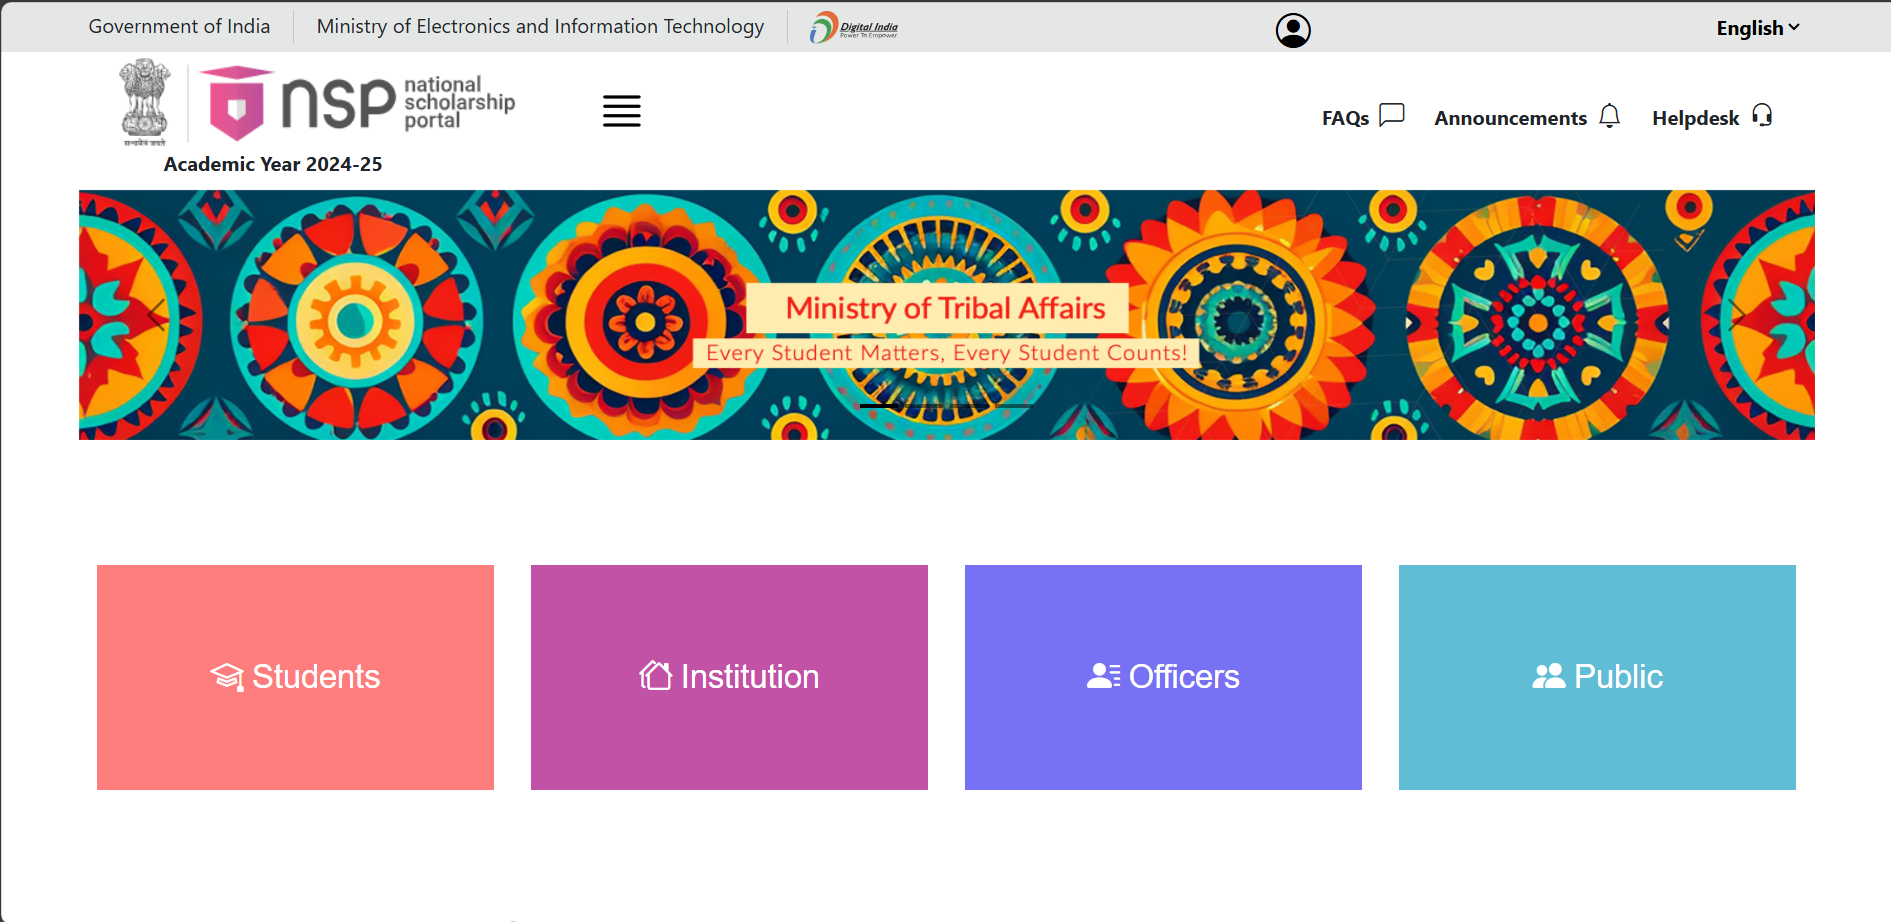 Government of India
Ministry of Electronics and Information Technology
Digital India
Power To Empower
English
सत्यमेव जयते
nsp
national
scholarship
portal
Academic Year 2024-25
FAQs
Announcements
Helpdesk
Ministry of Tribal Affairs
Every Student Matters, Every Student Counts!
Students
Institution
Officers
Public